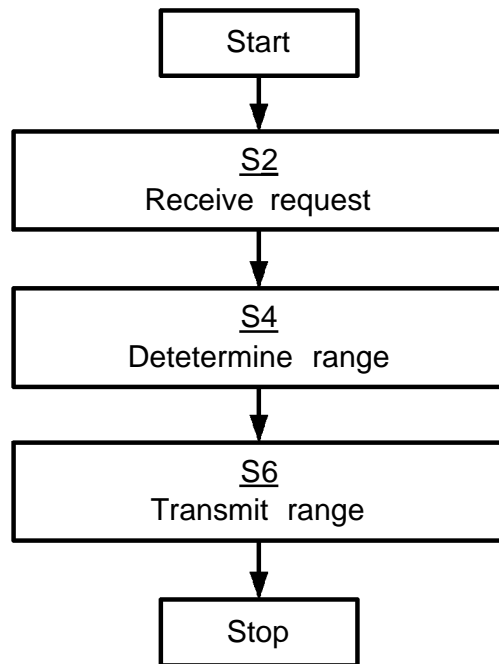 Start
S2
Receive request
S4
Detetermine range
S6
Transmit range
Stop